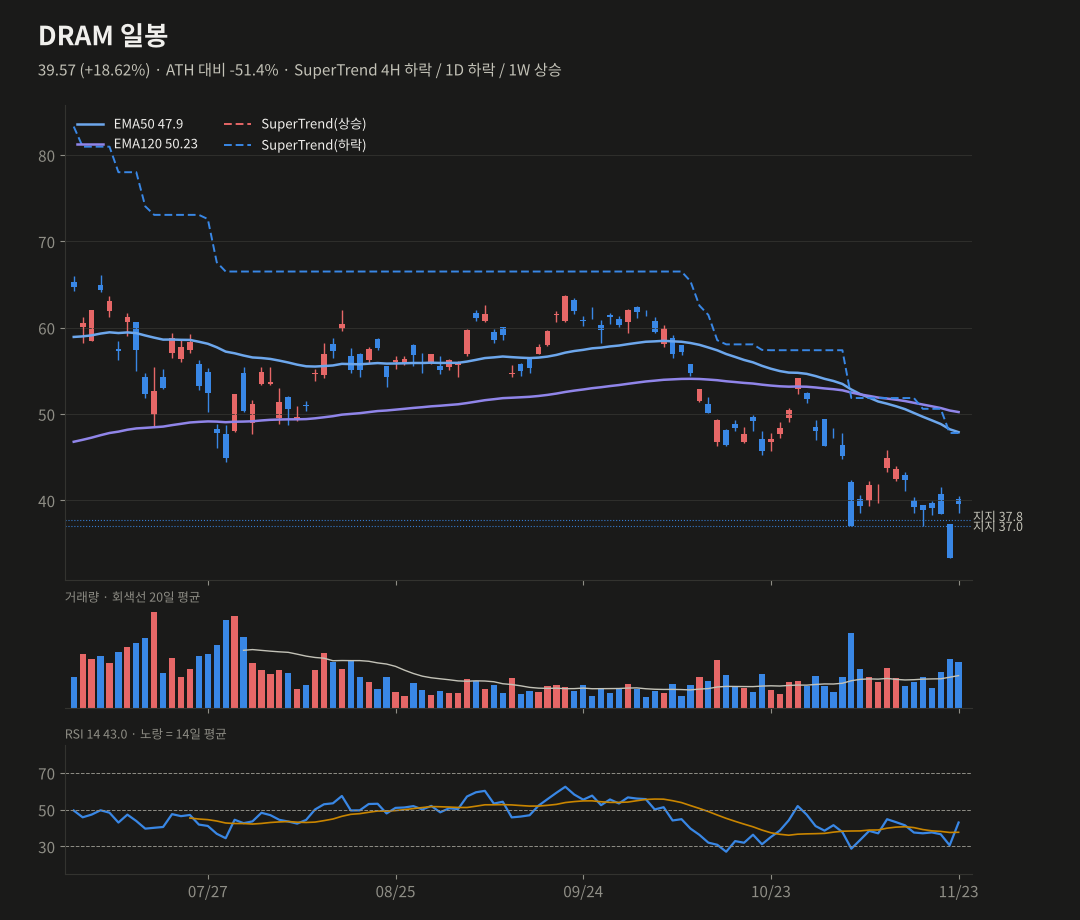 DRAM 일봉
39.57 (+18.62%) · ATH 대비 -51.4% · SuperTrend 4H 하락 / 1D 하락 / 1W 상승
EMA50 47.9
SuperTrend(상승)
EMA120 50.23
SuperTrend(하락)
80
70
60
50
40
지지 37.8
지지 37.0
거래량 · 회색선 20일 평균
RSI 14 43.0 · 노랑 = 14일 평균
70
50
30
07/27
08/25
09/24
10/23
11/23